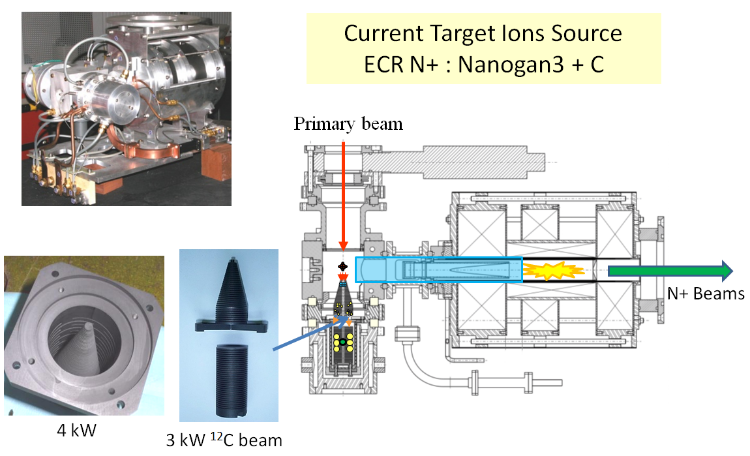 Current Target Ions Source
ECR N+ : Nanogan3 + C
Primary beam
N+ Beams
4 kW
3 kW ¹²C beam